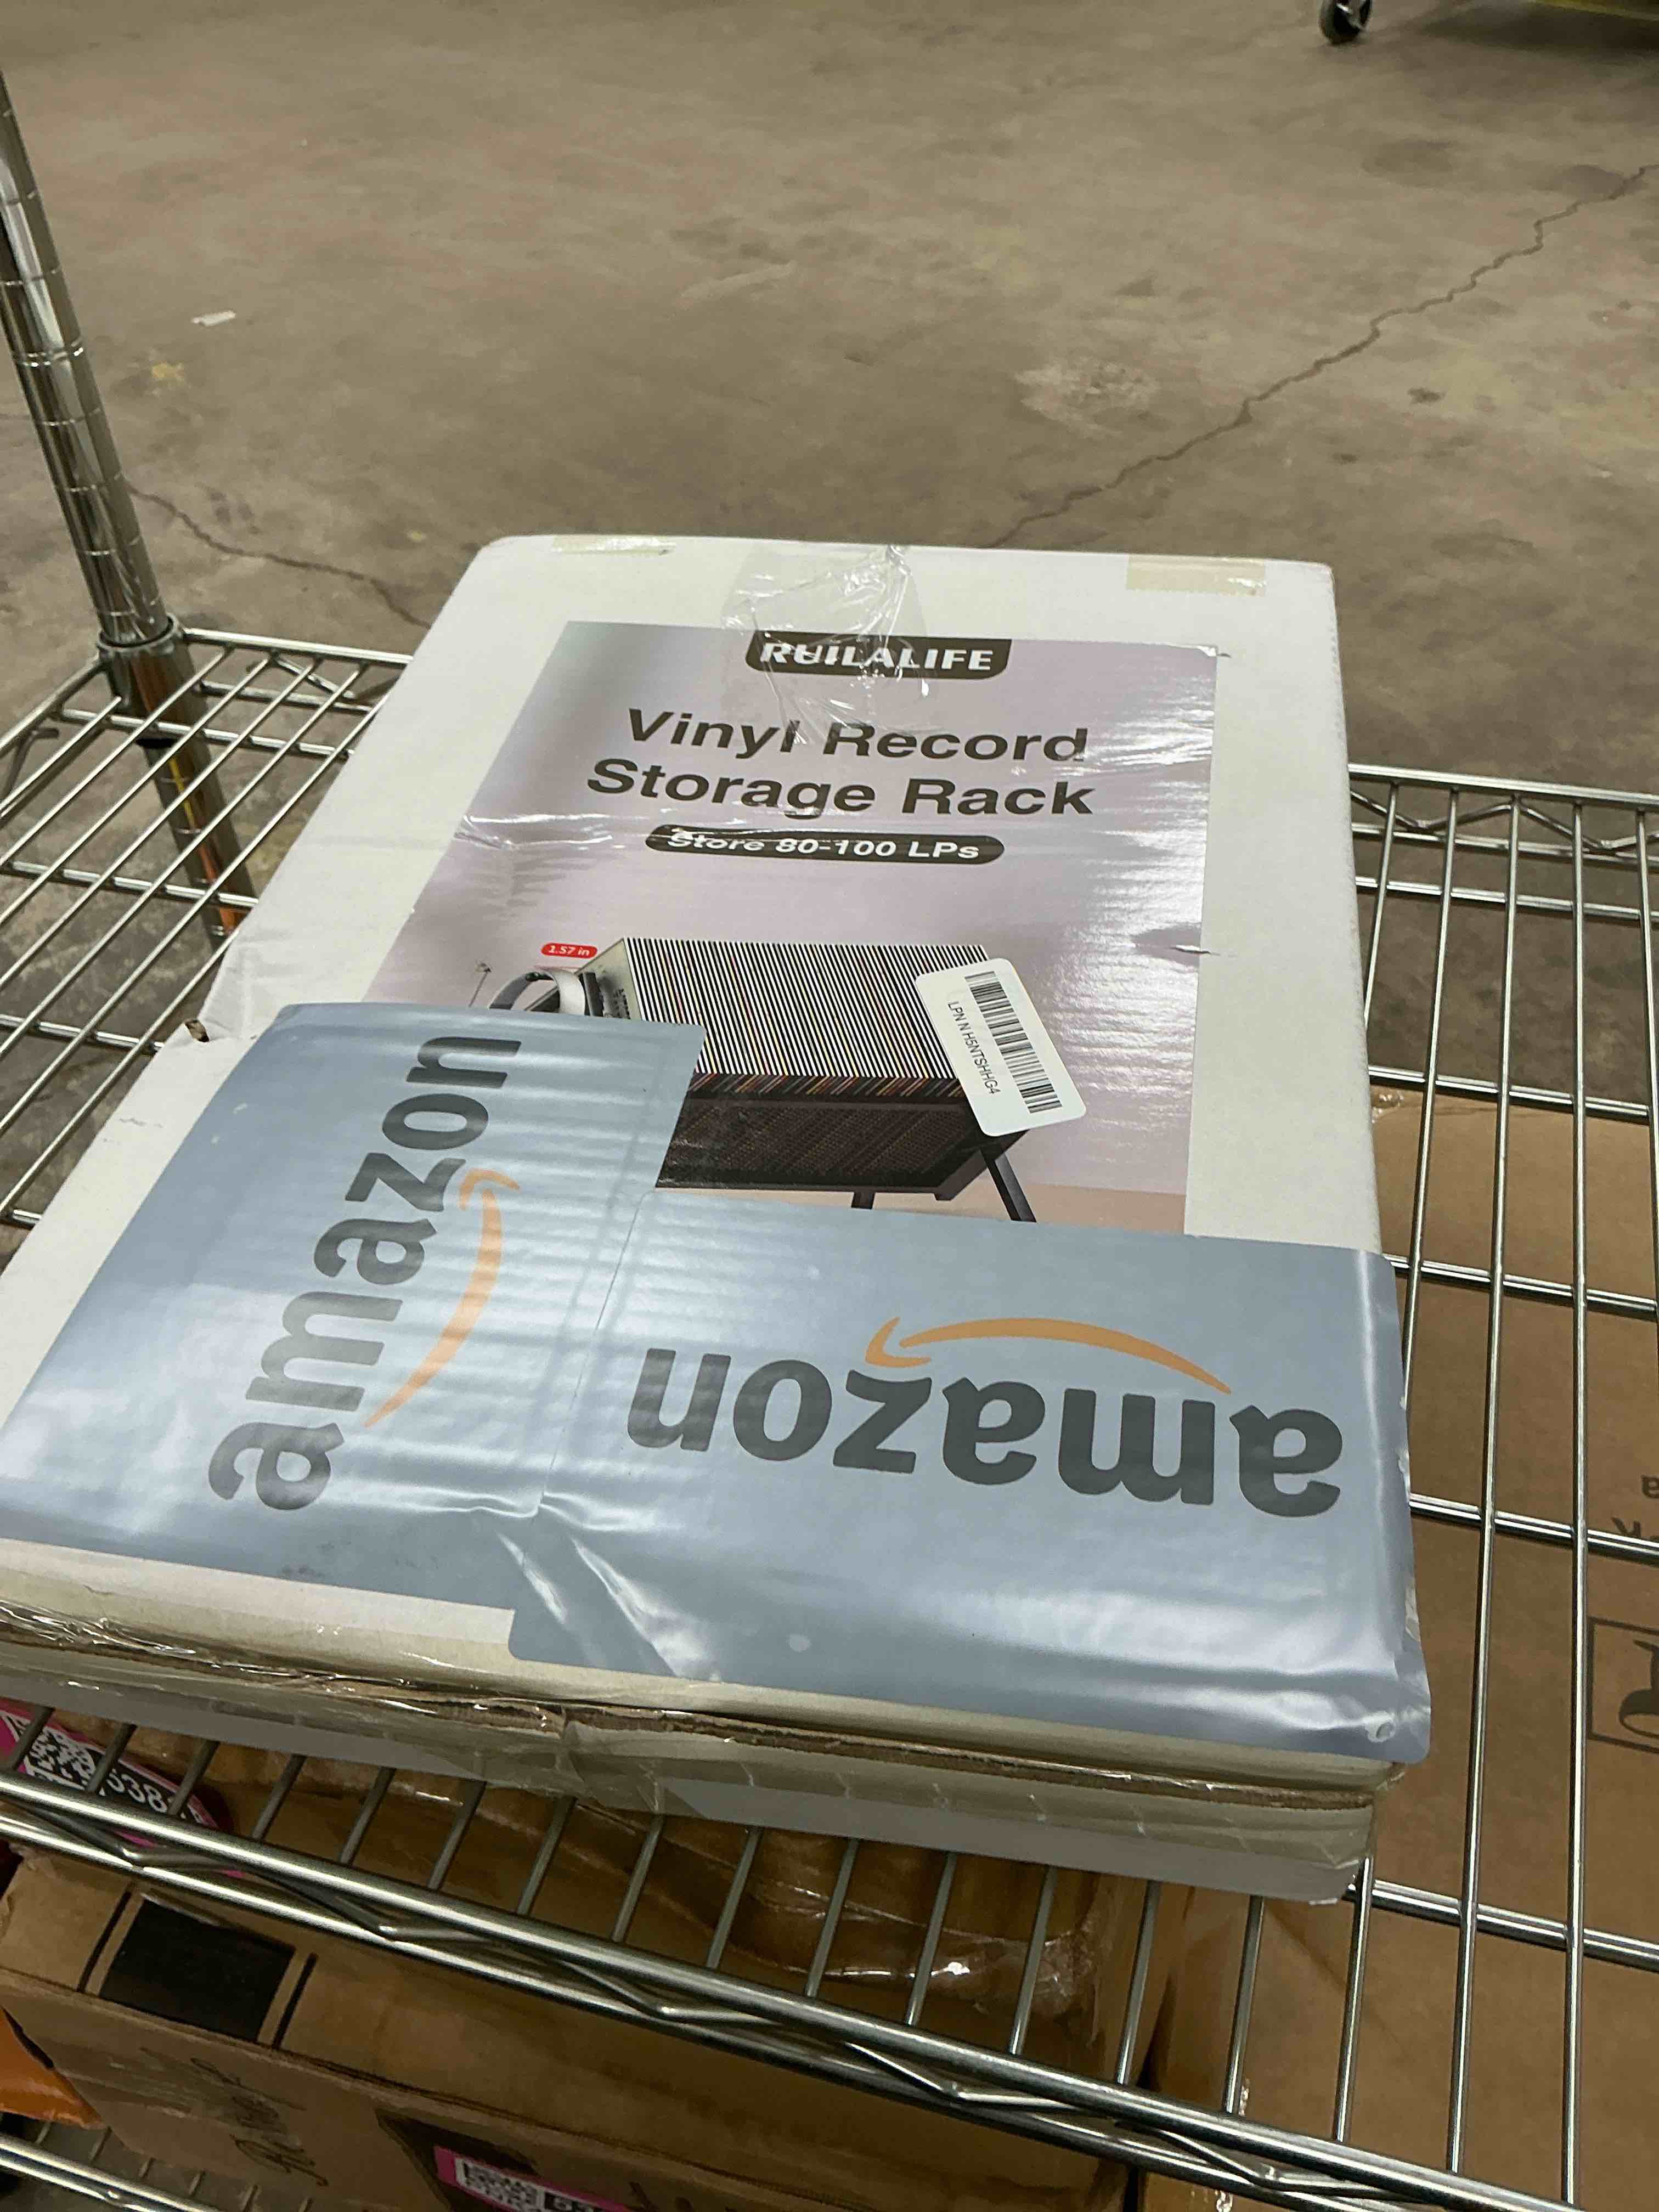 RUILALIFE
Vinyl Record
Storage Rack
Store 80-100 LPs
1.57 in
LPN N H5NTSHHG4
amazon
amazon